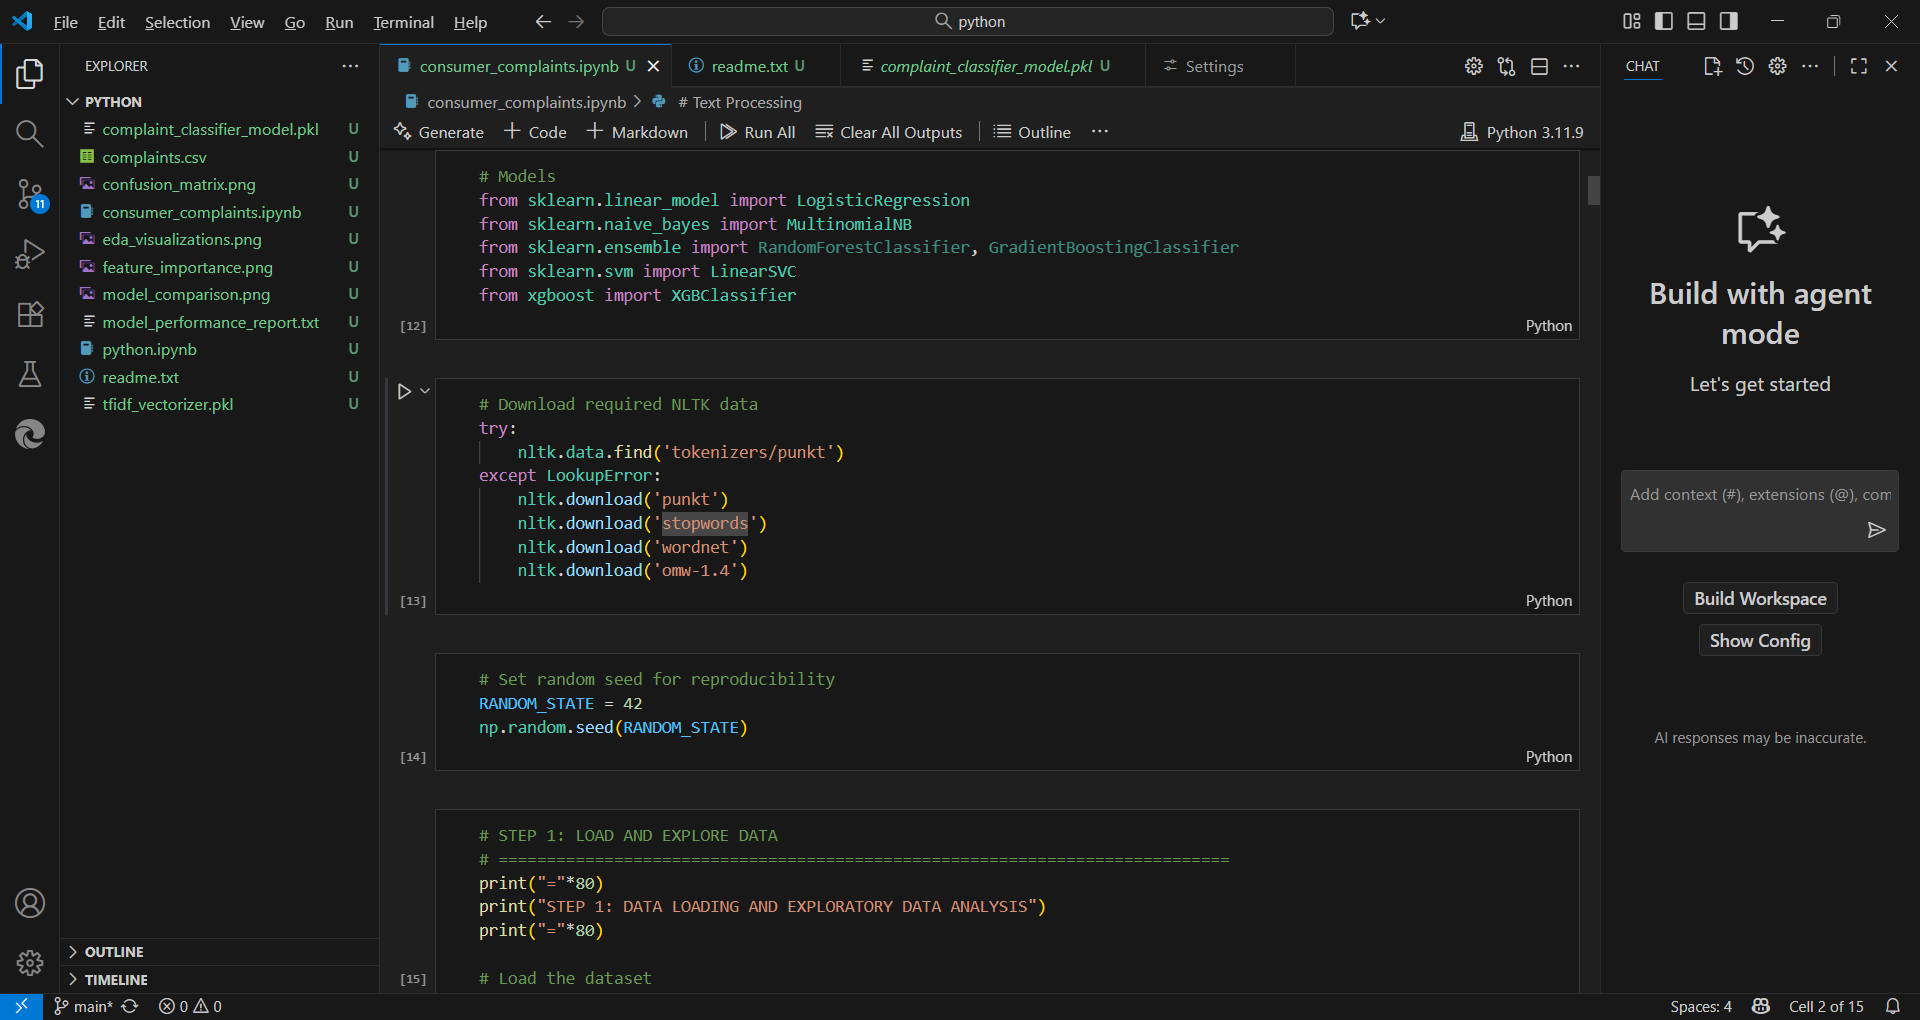 File Edit Selection View Go Run Terminal Help
python
EXPLORER
PYTHON
complaint_classifier_model.pkl U
complaints.csv U
confusion_matrix.png U
consumer_complaints.ipynb U
eda_visualizations.png U
feature_importance.png U
model_comparison.png U
model_performance_report.txt U
python.ipynb U
readme.txt U
tfidf_vectorizer.pkl U
OUTLINE
TIMELINE
11
consumer_complaints.ipynb U
readme.txt U
complaint_classifier_model.pkl U
Settings
consumer_complaints.ipynb > # Text Processing
Generate + Code + Markdown Run All Clear All Outputs Outline ... Python 3.11.9
# Models
from sklearn.linear_model import LogisticRegression
from sklearn.naive_bayes import MultinomialNB
from sklearn.ensemble import RandomForestClassifier, GradientBoostingClassifier
from sklearn.svm import LinearSVC
from xgboost import XGBClassifier
[12] Python
# Download required NLTK data
try:
    nltk.data.find('tokenizers/punkt')
except LookupError:
    nltk.download('punkt')
    nltk.download('stopwords')
    nltk.download('wordnet')
    nltk.download('omw-1.4')
[13] Python
# Set random seed for reproducibility
RANDOM_STATE = 42
np.random.seed(RANDOM_STATE)
[14] Python
# STEP 1: LOAD AND EXPLORE DATA
# ============================================================================
print("="*80)
print("STEP 1: DATA LOADING AND EXPLORATORY DATA ANALYSIS")
print("="*80)
[15] # Load the dataset
CHAT
Build with agent
mode
Let's get started
Add context (#), extensions (@), com
Build Workspace
Show Config
AI responses may be inaccurate.
main* 0 0 Spaces: 4 Cell 2 of 15